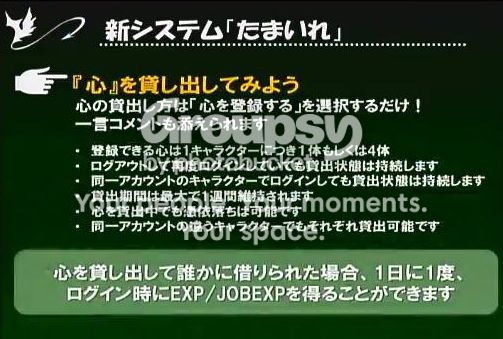 新システム「たまいれ」
『心』を貸し出してみよう
心の貸出し方は「心を登録する」を選択するだけ！
一言コメントも添えられます
・ 登録できる心は1キャラクターにつき1体もしくは4体
・ ログアウトして再度ログインしていても貸出状態は持続します
・ 同一アカウントのキャラクターでログインしても貸出状態は持続します
・ 貸出期間は最大で1週間維持されます
・ 心を貸出中でも憑依落ちは可能です
・ 同一アカウントの違うキャラクターでもそれぞれ貸出可能です
groupsy
by photobucket
Your people. Your moments.
Your space.
心を貸し出して誰かに借りられた場合、1日に1度、
ログイン時にEXP/JOBEXPを得ることができます